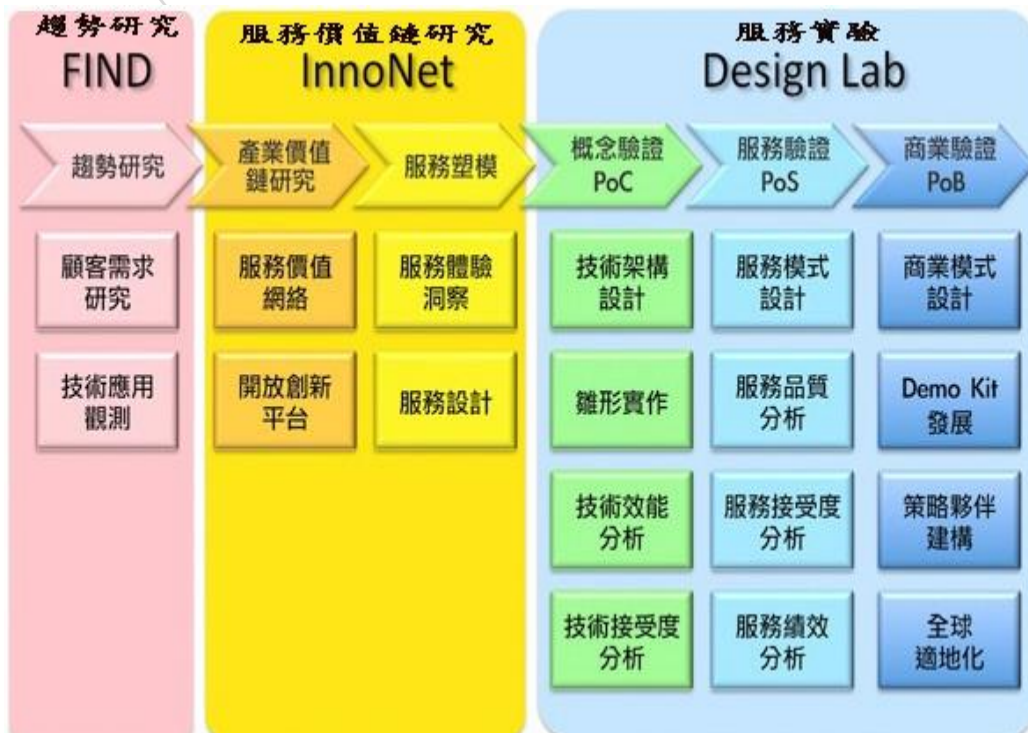 趨勢研究
FIND
服務價值鏈研究
InnoNet
服務實驗
Design Lab
趨勢研究
產業價值
鏈研究
服務塑模
概念驗證
PoC
服務驗證
PoS
商業驗證
PoB
顧客需求
研究
服務價值
網絡
服務體驗
洞察
技術架構
設計
服務模式
設計
商業模式
設計
技術應用
觀測
開放創新
平台
服務設計
雛形實作
服務品質
分析
Demo Kit
發展
技術效能
分析
服務接受度
分析
策略夥伴
建構
技術接受度
分析
服務績效
分析
全球
適地化